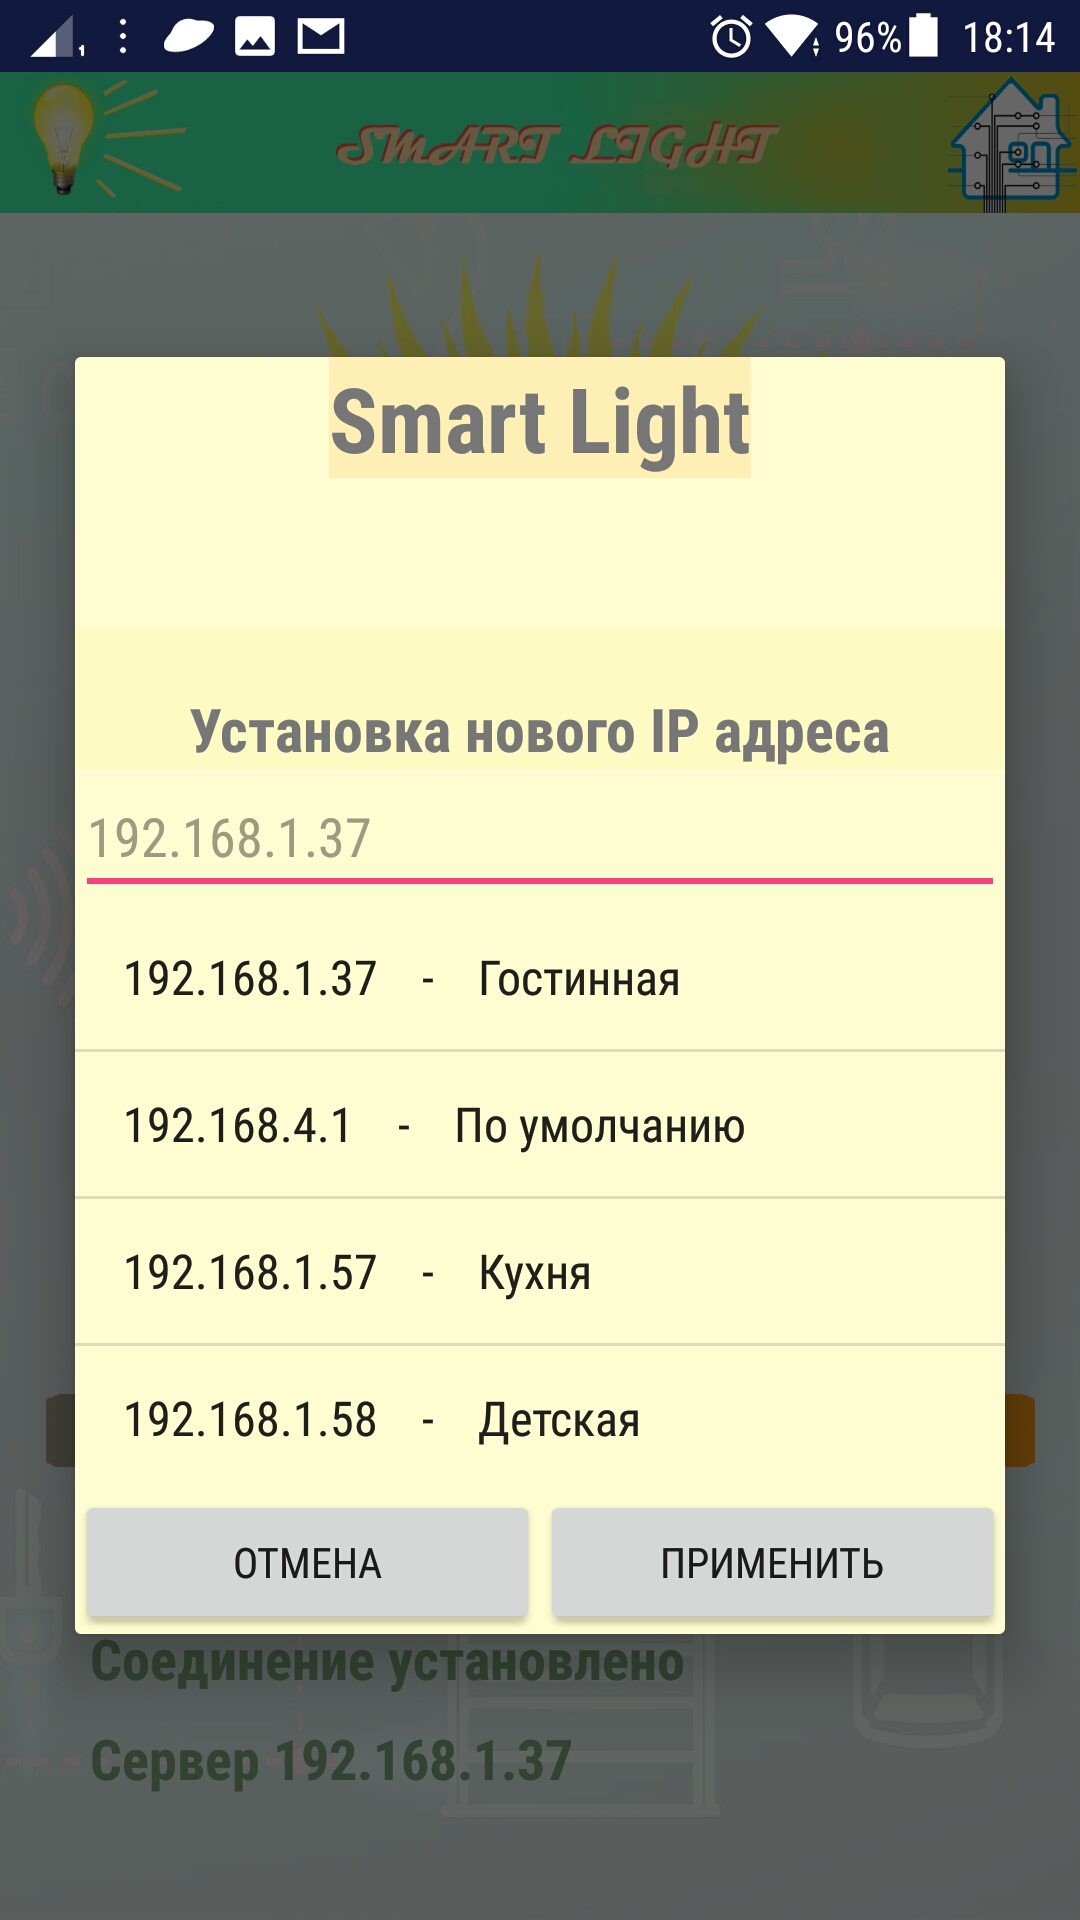 1 96% 18:14
SMART LIGHT
Smart Light
Установка нового IP адреса
192.168.1.37
192.168.1.37 - Гостинная
192.168.4.1 - По умолчанию
192.168.1.57 - Кухня
192.168.1.58 - Детская
ОТМЕНА ПРИМЕНИТЬ
Соединение установлено
Сервер 192.168.1.37